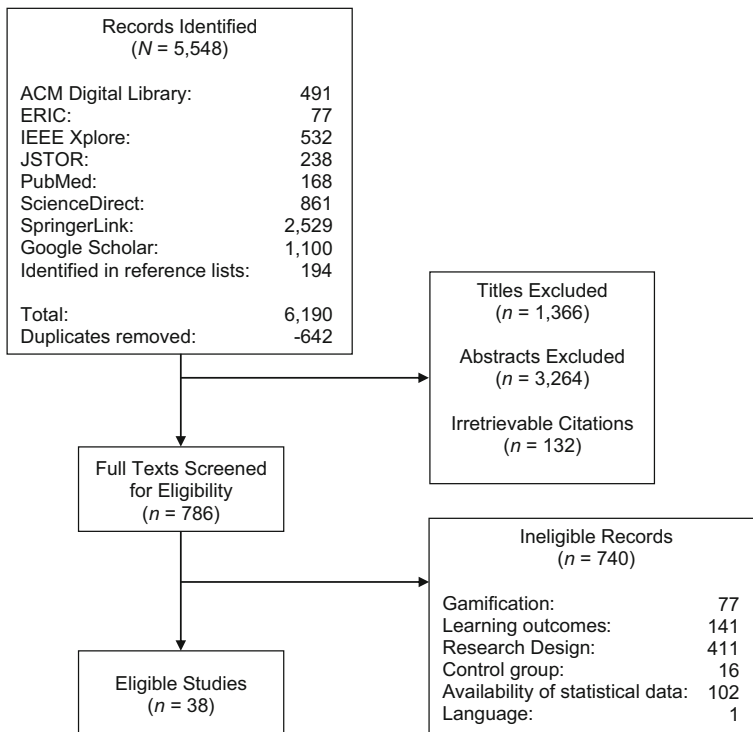 Records Identified
(N = 5,548)
ACM Digital Library: 491
ERIC: 77
IEEE Xplore: 532
JSTOR: 238
PubMed: 168
ScienceDirect: 861
SpringerLink: 2,529
Google Scholar: 1,100
Identified in reference lists: 194
Total: 6,190
Duplicates removed: -642
Titles Excluded
(n = 1,366)
Abstracts Excluded
(n = 3,264)
Irretrievable Citations
(n = 132)
Full Texts Screened
for Eligibility
(n = 786)
Ineligible Records
(n = 740)
Gamification: 77
Learning outcomes: 141
Research Design: 411
Control group: 16
Availability of statistical data: 102
Language: 1
Eligible Studies
(n = 38)